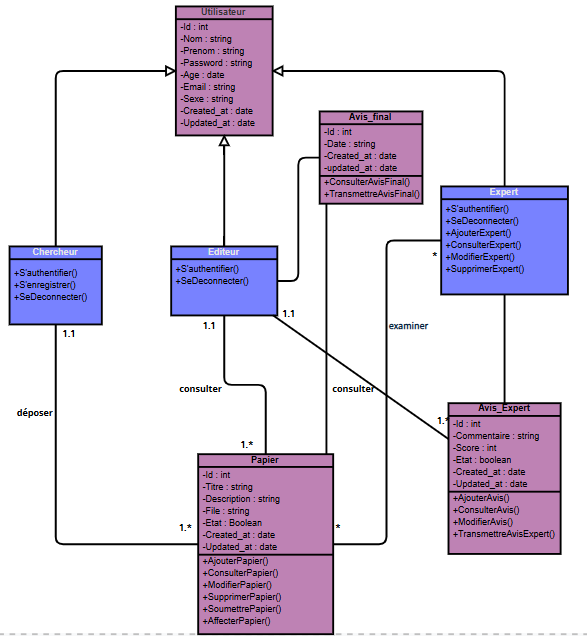 Utilisateur
-Id : int
-Nom : string
-Prenom : string
-Password : string
-Age : date
-Email : string
-Sexe : string
-Created_at : date
-Updated_at : date
Avis_final
-Id : int
-Date : string
-Created_at : date
-updated_at : date
+ConsulterAvisFinal()
+TransmettreAvisFinal()
Expert
+S'authentifier()
+SeDeconnecter()
+AjouterExpert()
+ConsulterExpert()
+ModifierExpert()
+SupprimerExpert()
Chercheur
+S'authentifier()
+S'enregistrer()
+SeDeconnecter()
Editeur
+S'authentifier()
+SeDeconnecter()
*
1.1
1.1
1.1
examiner
consulter
consulter
déposer
1.*
1.*
Avis_Expert
-Id : int
-Commentaire : string
-Score : int
-Etat : boolean
-Created_at : date
-Updated_at : date
+AjouterAvis()
+ConsulterAvis()
+ModifierAvis()
+TransmettreAvisExpert()
Papier
-Id : int
-Titre : string
-Description : string
-File : string
-Etat : Boolean
-Created_at : date
-Updated_at : date
+AjouterPapier()
+ConsulterPapier()
+ModifierPapier()
+SupprimerPapier()
+SoumettrePapier()
+AffecterPapier()
1.*
*